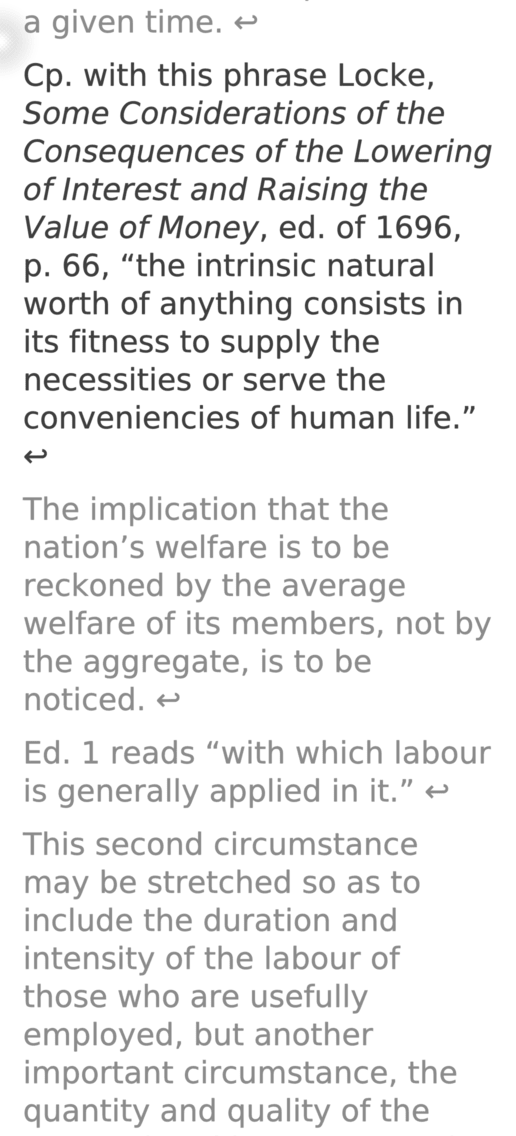 a given time. ↩
Cp. with this phrase Locke,
Some Considerations of the
Consequences of the Lowering
of Interest and Raising the
Value of Money, ed. of 1696,
p. 66, “the intrinsic natural
worth of anything consists in
its fitness to supply the
necessities or serve the
conveniencies of human life.”
↩
The implication that the
nation’s welfare is to be
reckoned by the average
welfare of its members, not by
the aggregate, is to be
noticed. ↩
Ed. 1 reads “with which labour
is generally applied in it.” ↩
This second circumstance
may be stretched so as to
include the duration and
intensity of the labour of
those who are usefully
employed, but another
important circumstance, the
quantity and quality of the